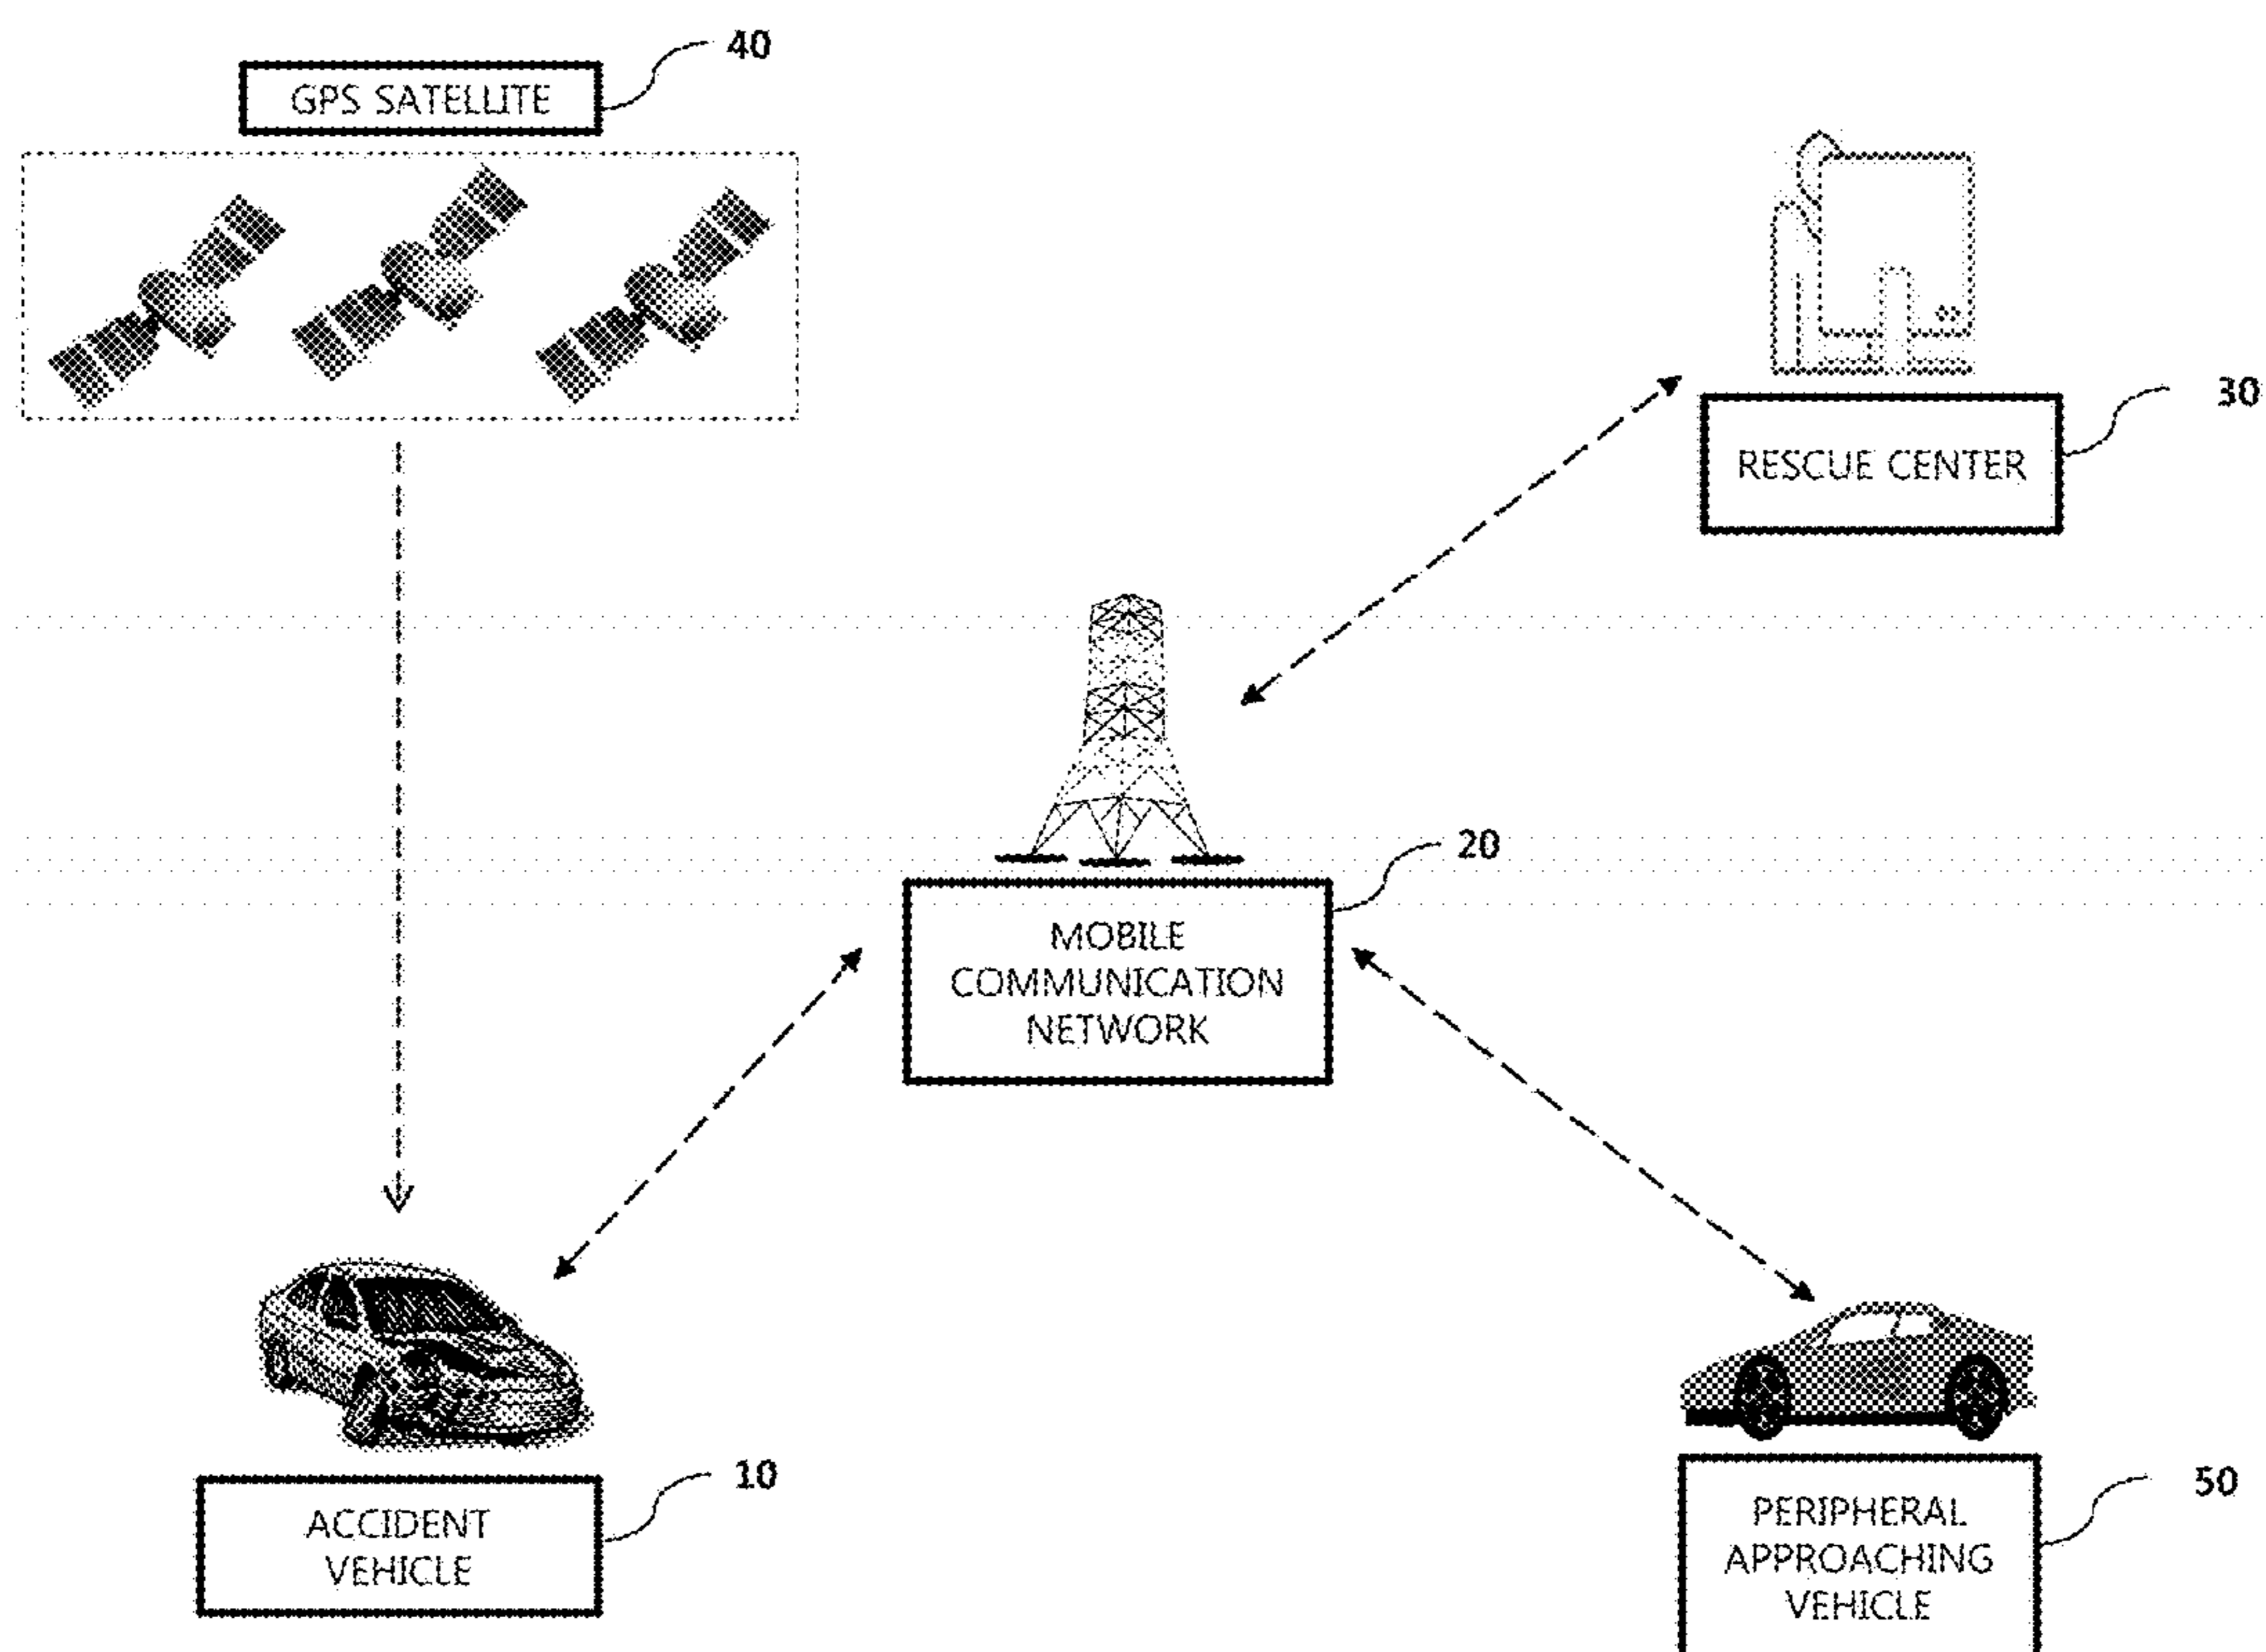 40
GPS SATELLITE
30
RESCUE CENTER
20
MOBILE
COMMUNICATION
NETWORK
10
ACCIDENT
VEHICLE
50
PERIPHERAL
APPROACHING
VEHICLE